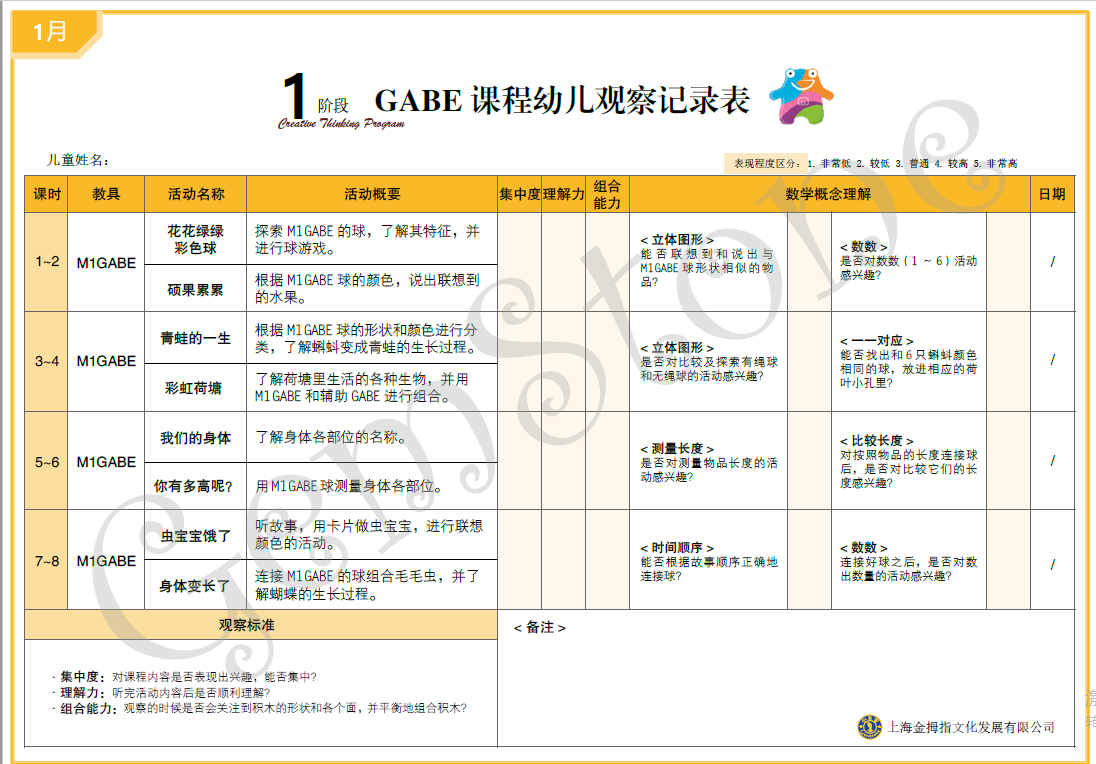 1月
1 阶段 GABE 课程幼儿观察记录表
Creative Thinking Program
儿童姓名：
表现程度区分：1. 非常低 2. 较低 3. 普通 4. 较高 5. 非常高
课时 教具 活动名称 活动概要 集中度 理解力 组合 数学概念理解 日期
能力
1~2
M1GABE
花花绿绿
彩色球
探索 M1GABE 的球，了解其特征，并
进行球游戏。
硕果累累
根据 M1GABE 球的颜色，说出联想到
的水果。
< 立体图形 >
能否联想到和说出与
M1GABE 球形状相似的物
品?
< 数数 >
是否对数数（1 ~ 6）活动
感兴趣?
/
3~4
M1GABE
青蛙的一生
根据 M1GABE 球的形状和颜色进行分
类，了解蝌蚪变成青蛙的生长过程。
彩虹荷塘
了解荷塘里生活的各种生物，并用
M1GABE 和辅助 GABE 进行组合。
< 立体图形 >
是否对比较及探索有绳球
和无绳球的活动感兴趣?
< 一一对应 >
能否找出和 6 只蝌蚪颜色
相同的球，放进相应的荷
叶小孔里?
/
5~6
M1GABE
我们的身体
了解身体各部位的名称。
你有多高呢?
用 M1GABE 球测量身体各部位。
< 测量长度 >
是否对测量物品长度的活
动感兴趣?
< 比较长度 >
对按照物品的长度连接球
后，是否对比较它们的长
度感兴趣?
/
7~8
M1GABE
虫宝宝饿了
听故事，用卡片做虫宝宝，进行联想
颜色的活动。
身体变长了
连接 M1GABE 的球组合毛毛虫，并了
解蝴蝶的生长过程。
< 时间顺序 >
能否根据故事顺序正确地
连接球?
< 数数 >
连接好球之后，是否对数
出数量的活动感兴趣?
/
观察标准
· 集中度：对课程内容是否表现出兴趣，能否集中?
· 理解力：听完活动内容后是否顺利理解?
· 组合能力：观察的时候是否会关注到积木的形状和各个面，并平衡地组合积木?
< 备注 >
上海金拇指文化发展有限公司
GemStone